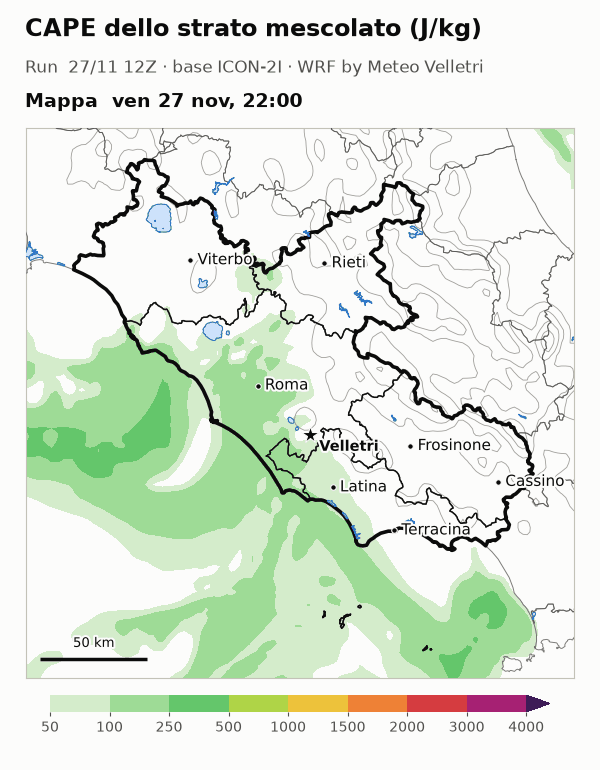 CAPE dello strato mescolato (J/kg)
Run  27/11 12Z · base ICON-2I · WRF by Meteo Velletri
Mappa  ven 27 nov, 22:00
Viterbo
Rieti
Roma
Velletri
Frosinone
Cassino
Latina
Terracina
50 km
50 100 250 500 1000 1500 2000 3000 4000